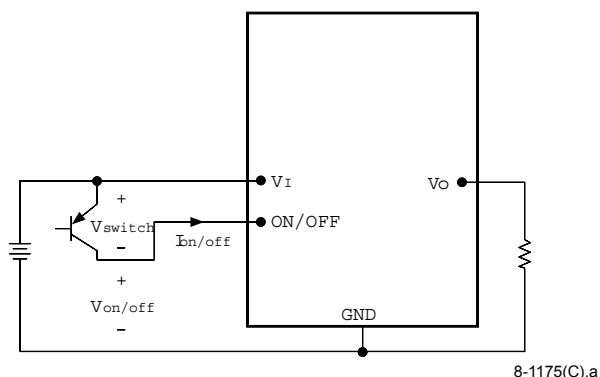 VI
VO
+
Vswitch
ON/OFF
–
Ion/off
+
Von/off
–
GND
8-1175(C).a